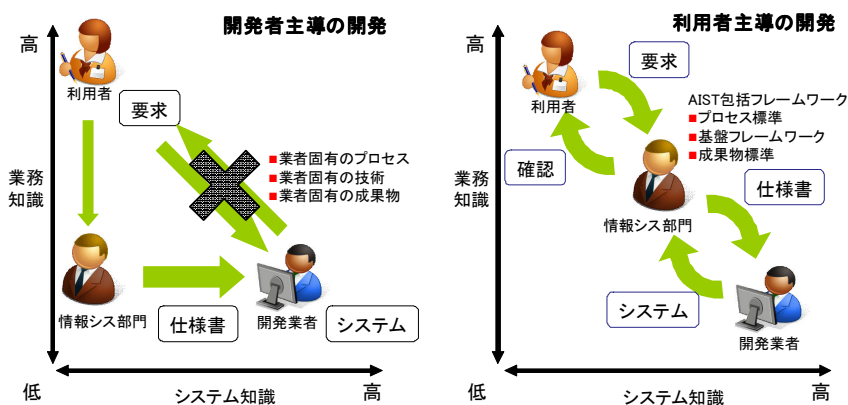 開発者主導の開発
高
利用者
要求
■業者固有のプロセス
■業者固有の技術
■業者固有の成果物
業務
知識
情報シス部門
仕様書
開発業者
システム
低
システム知識
高
利用者主導の開発
高
要求
利用者
AIST包括フレームワーク
■プロセス標準
■基盤フレームワーク
■成果物標準
確認
業務
知識
仕様書
情報シス部門
システム
開発業者
低
システム知識
高